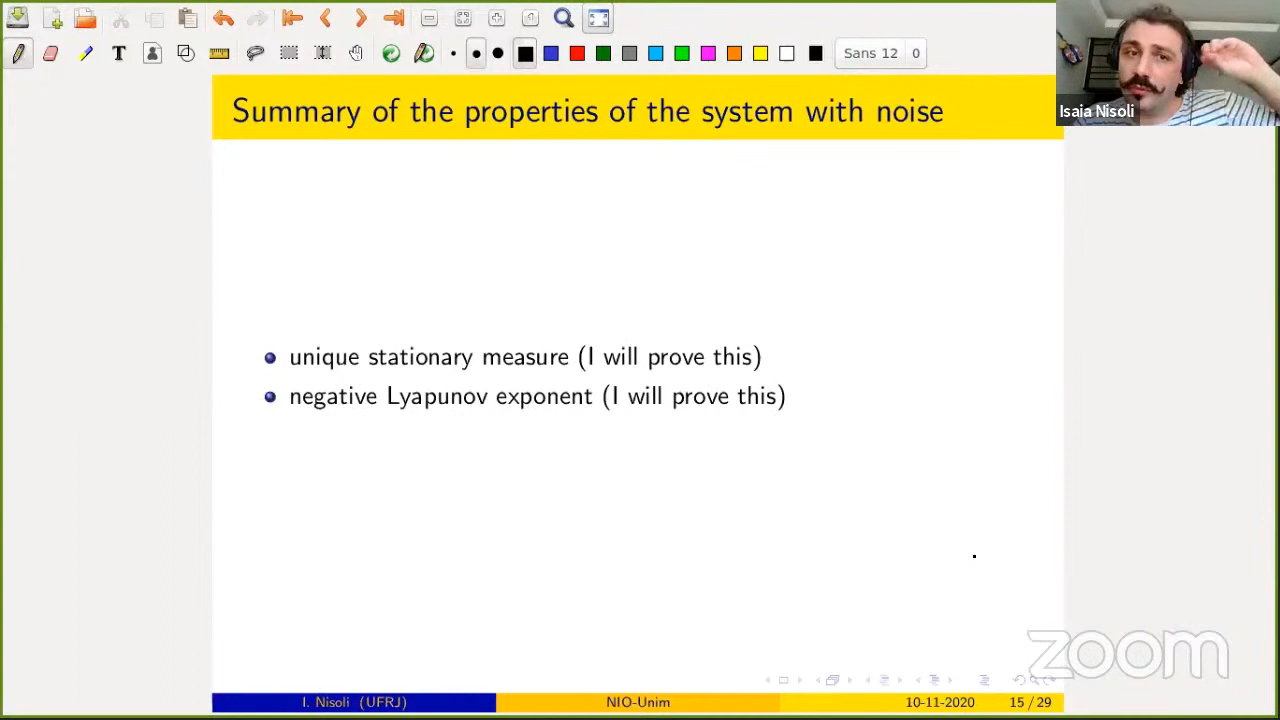 Sans 12 0
Summary of the properties of the system with noise
Isaia Nisoli
unique stationary measure (I will prove this)
negative Lyapunov exponent (I will prove this)
zoom
I. Nisoli (UFRJ) NIO-Unim 10-11-2020 15 / 29